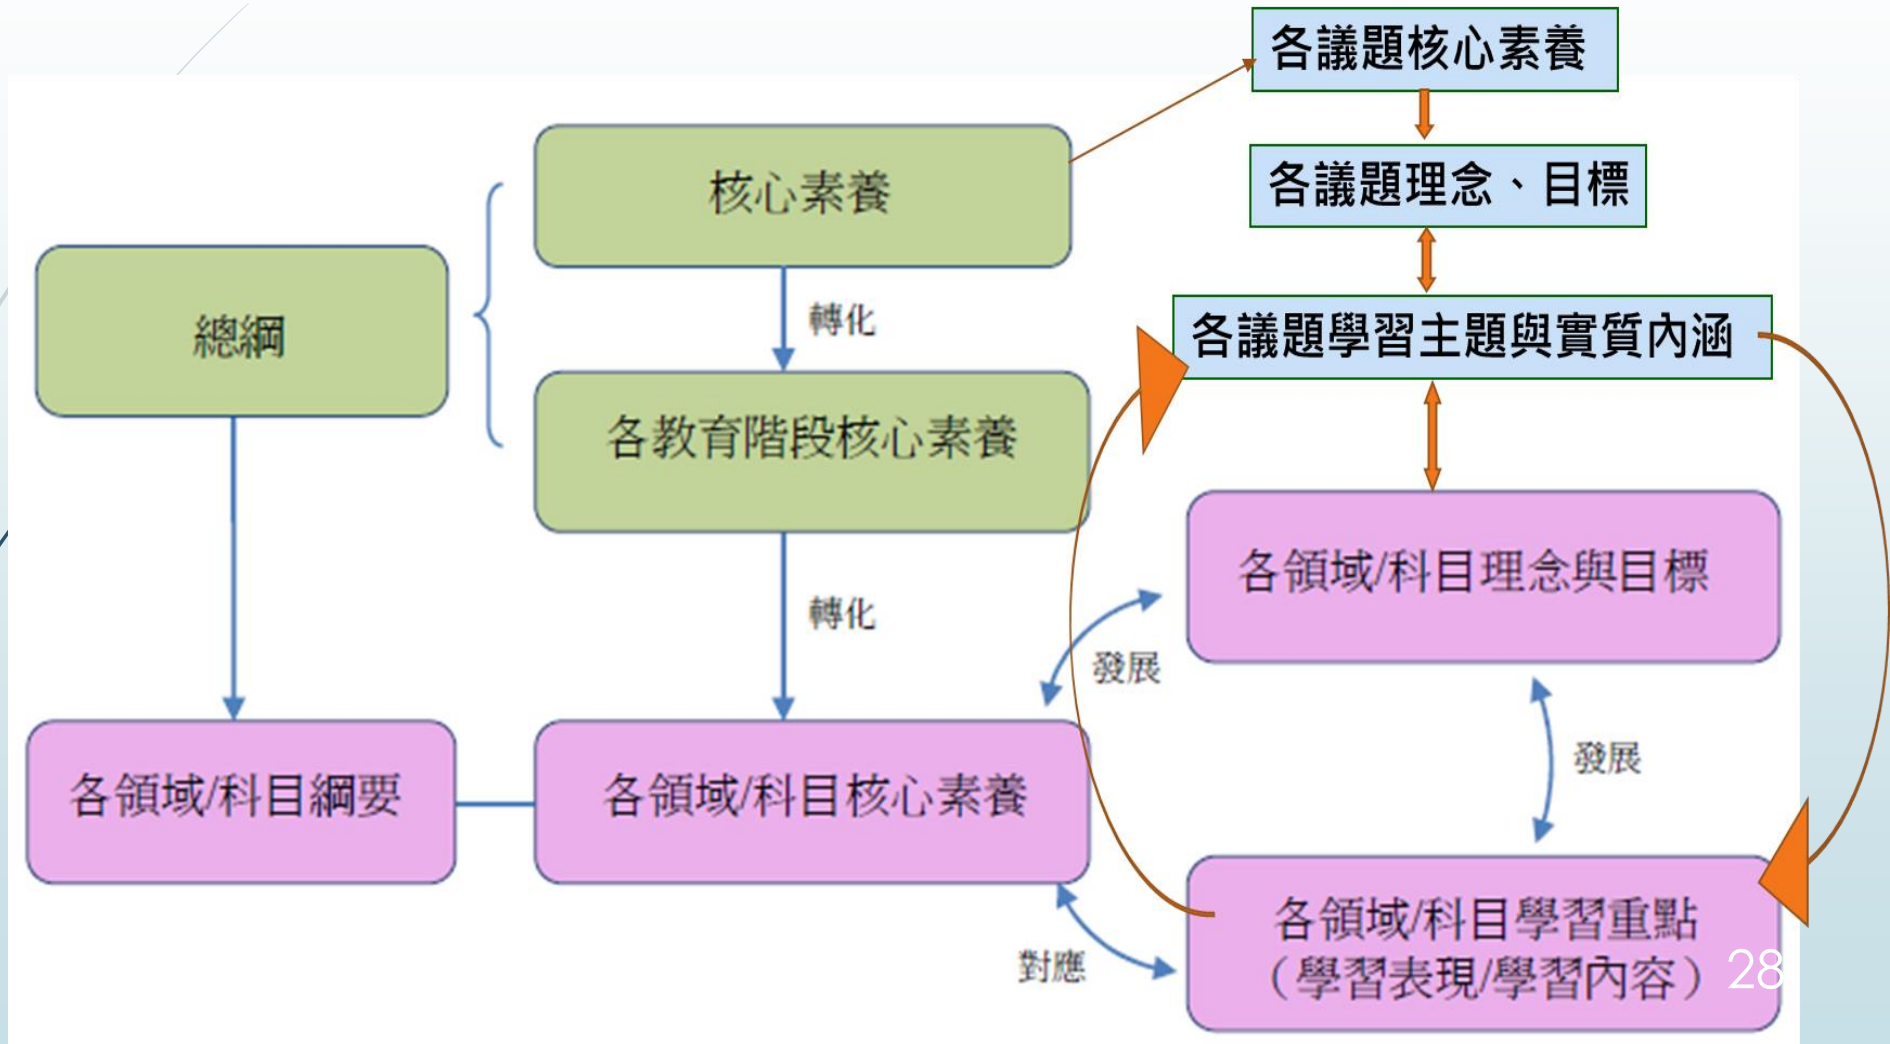 各議題核心素養
各議題理念、目標
核心素養
轉化
各議題學習主題與實質內涵
總綱
各教育階段核心素養
轉化
各領域/科目理念與目標
發展
發展
各領域/科目綱要
各領域/科目核心素養
對應
各領域/科目學習重點
（學習表現/學習內容）
28